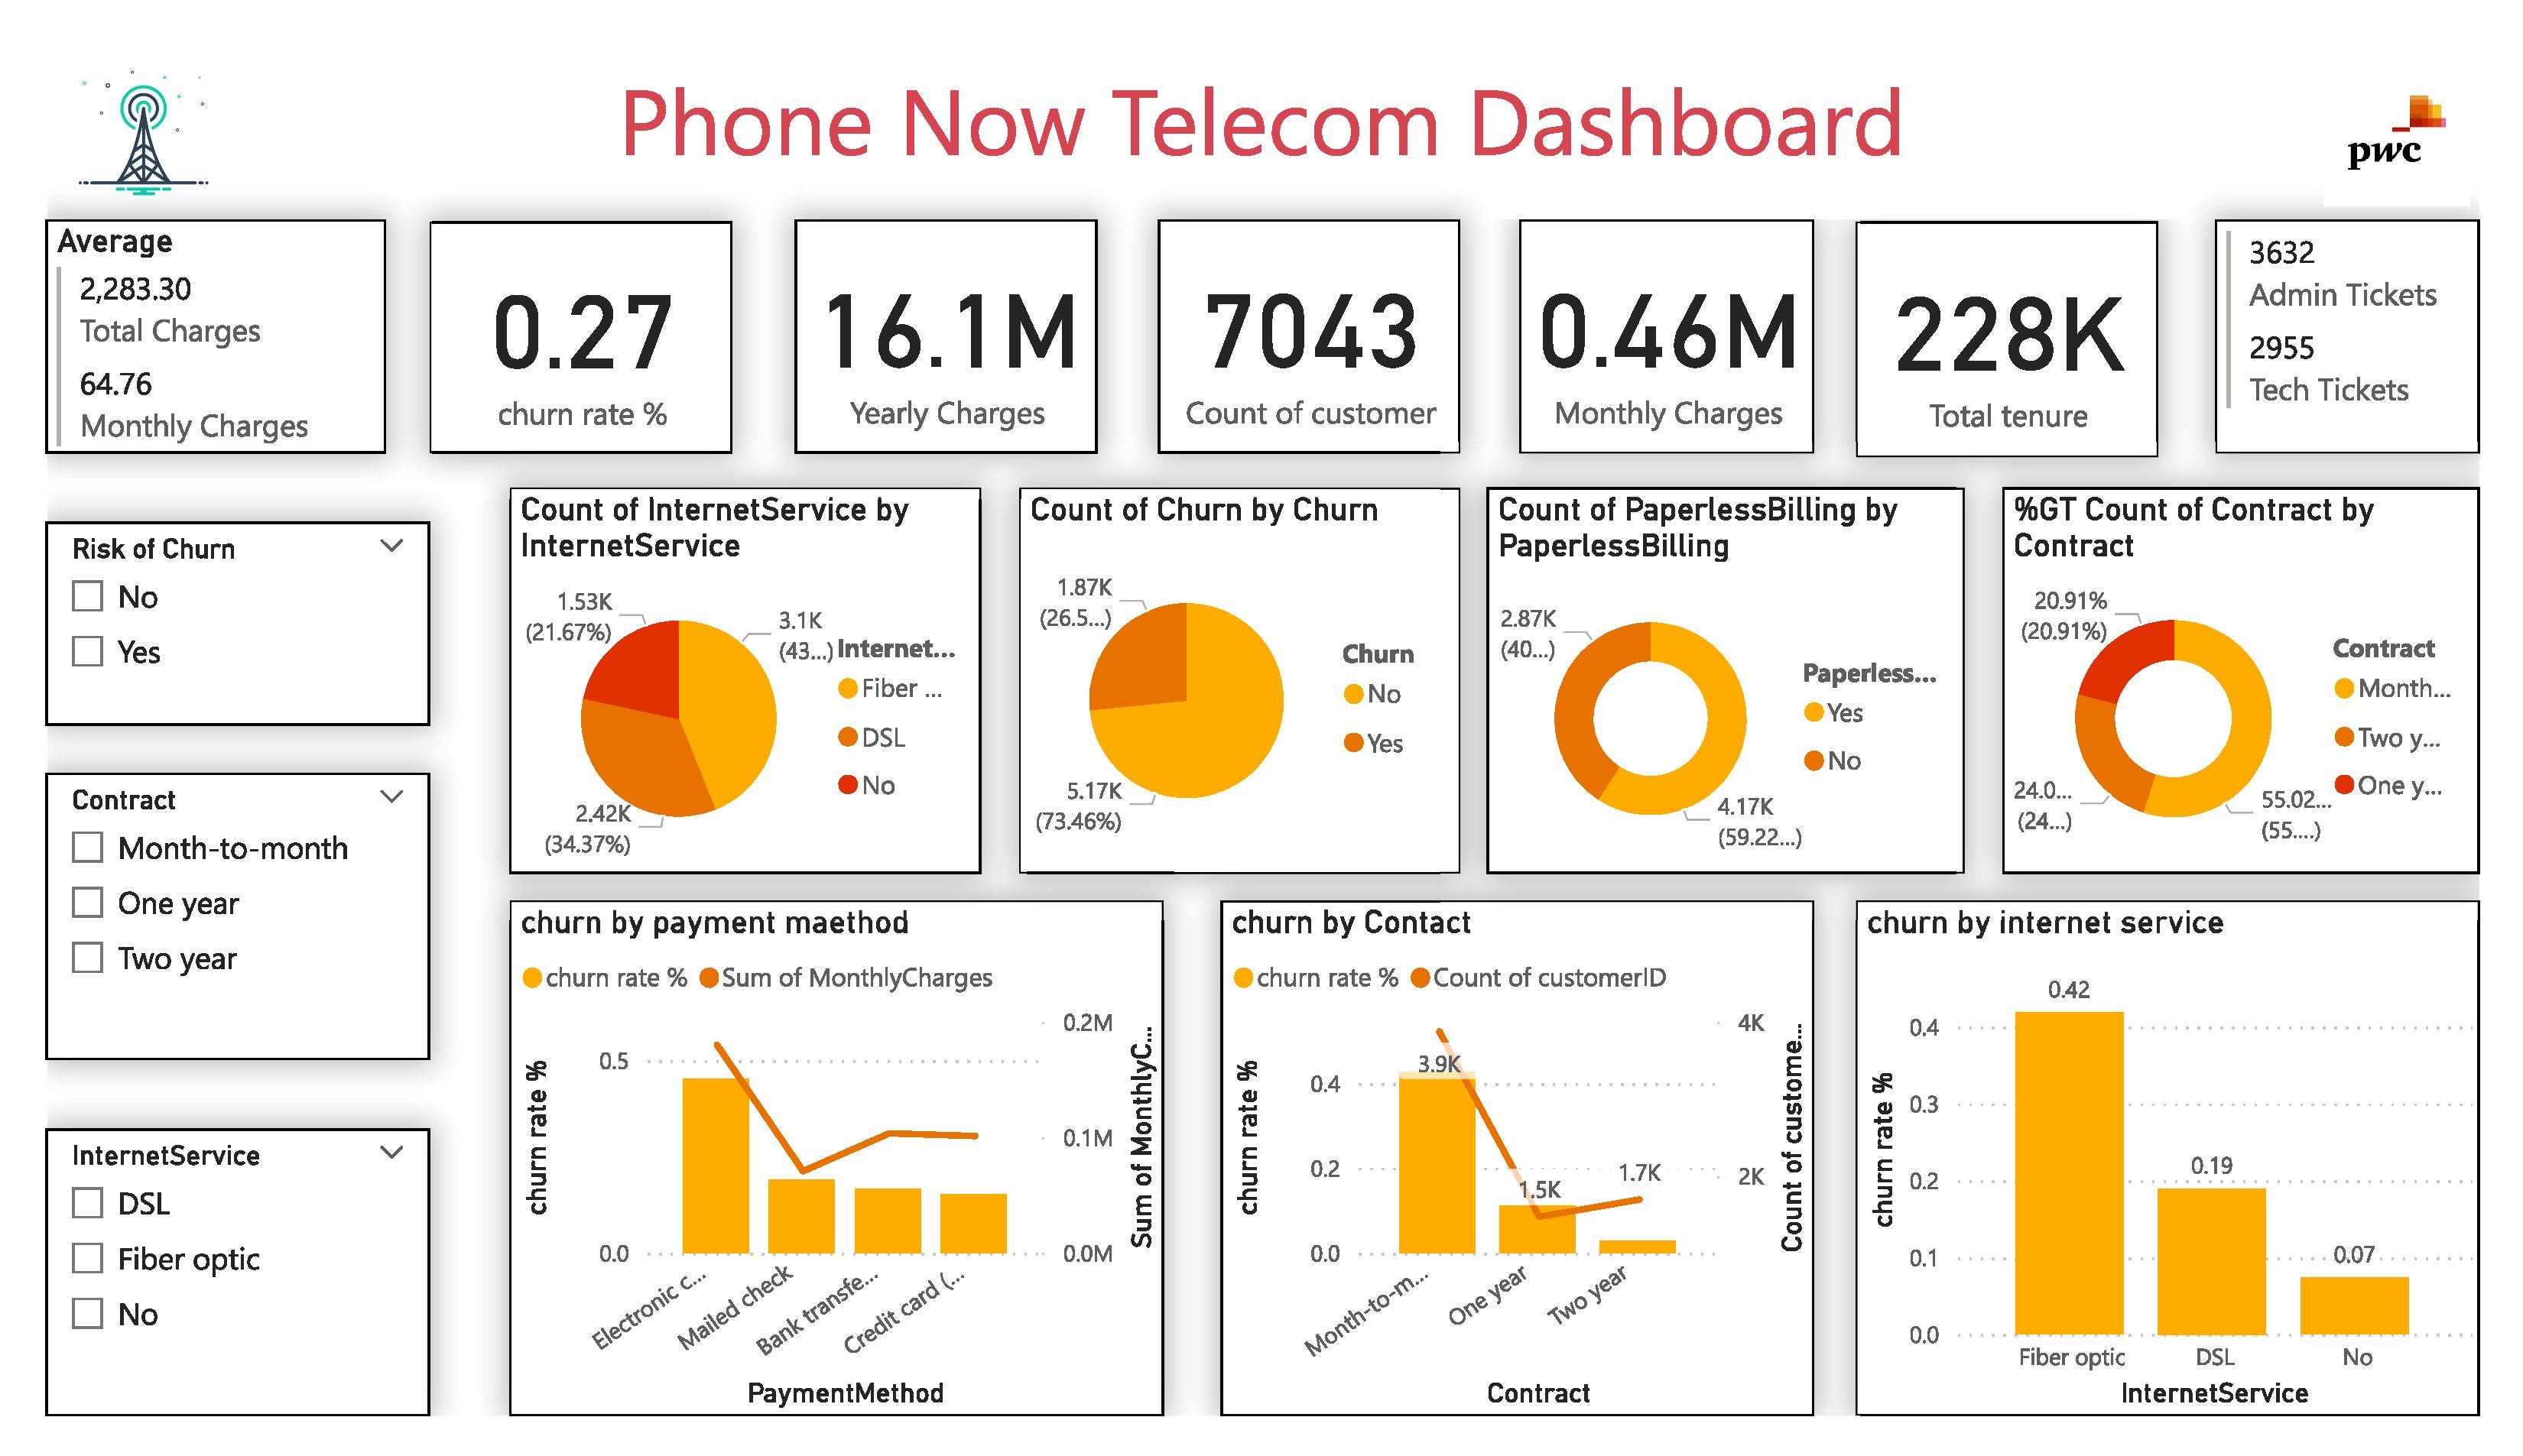 Phone Now Telecom Dashboard
pwc
Average
2,283.30
Total Charges
64.76
Monthly Charges
0.27
churn rate %
16.1M
Yearly Charges
7043
Count of customer
0.46M
Monthly Charges
228K
Total tenure
3632
Admin Tickets
2955
Tech Tickets
Risk of Churn
No
Yes
Contract
Month-to-month
One year
Two year
InternetService
DSL
Fiber optic
No
Count of InternetService by
InternetService
1.53K
(21.67%)
3.1K
(43...)
2.42K
(34.37%)
Internet...
Fiber ...
DSL
No
Count of Churn by Churn
1.87K
(26.5...)
5.17K
(73.46%)
Churn
No
Yes
Count of PaperlessBilling by
PaperlessBilling
2.87K
(40...)
4.17K
(59.22...)
Paperless...
Yes
No
%GT Count of Contract by
Contract
20.91%
(20.91%)
24.0...
(24...)
55.02...
(55....)
Contract
Month...
Two y...
One y...
churn by payment maethod
churn rate %
Sum of MonthlyCharges
churn rate %
0.5
0.0
0.2M
0.1M
0.0M
Sum of MonthlyC...
Electronic c...
Mailed check
Bank transfe...
Credit card (...
PaymentMethod
churn by Contact
churn rate %
Count of customerID
churn rate %
0.4
0.2
0.0
3.9K
1.5K
1.7K
4K
2K
Count of custome...
Month-to-m...
One year
Two year
Contract
churn by internet service
churn rate %
0.4
0.3
0.2
0.1
0.0
0.42
0.19
0.07
Fiber optic
DSL
No
InternetService